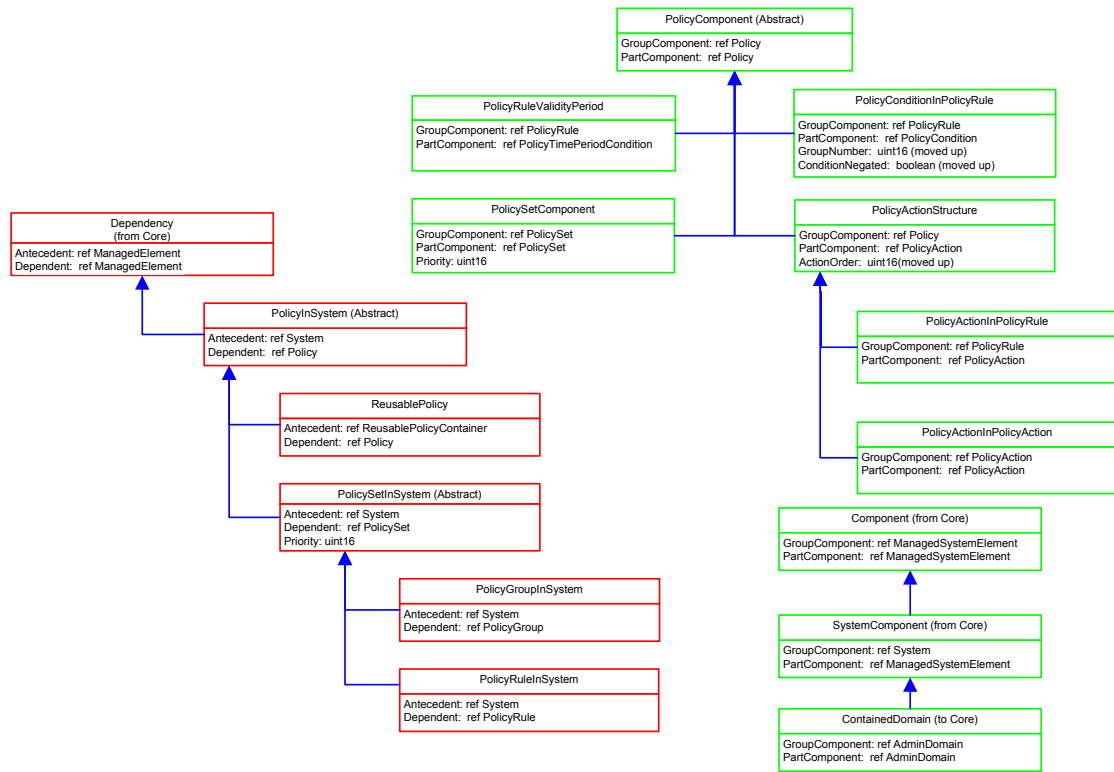 PolicyComponent (Abstract)
GroupComponent: ref Policy
PartComponent: ref Policy
PolicyRuleValidityPeriod
GroupComponent: ref PolicyRule
PartComponent: ref PolicyTimePeriodCondition
PolicyConditionInPolicyRule
GroupComponent: ref PolicyRule
PartComponent: ref PolicyCondition
GroupNumber: uint16 (moved up)
ConditionNegated: boolean (moved up)
PolicySetComponent
GroupComponent: ref PolicySet
PartComponent: ref PolicySet
Priority: uint16
PolicyActionStructure
GroupComponent: ref Policy
PartComponent: ref PolicyAction
ActionOrder: uint16(moved up)
Dependency
(from Core)
Antecedent: ref ManagedElement
Dependent: ref ManagedElement
PolicyInSystem (Abstract)
Antecedent: ref System
Dependent: ref Policy
PolicyActionInPolicyRule
GroupComponent: ref PolicyRule
PartComponent: ref PolicyAction
ReusablePolicy
Antecedent: ref ReusablePolicyContainer
Dependent: ref Policy
PolicyActionInPolicyAction
GroupComponent: ref PolicyAction
PartComponent: ref PolicyAction
PolicySetInSystem (Abstract)
Antecedent: ref System
Dependent: ref PolicySet
Priority: uint16
Component (from Core)
GroupComponent: ref ManagedSystemElement
PartComponent: ref ManagedSystemElement
PolicyGroupInSystem
Antecedent: ref System
Dependent: ref PolicyGroup
SystemComponent (from Core)
GroupComponent: ref System
PartComponent: ref ManagedSystemElement
PolicyRuleInSystem
Antecedent: ref System
Dependent: ref PolicyRule
ContainedDomain (to Core)
GroupComponent: ref AdminDomain
PartComponent: ref AdminDomain